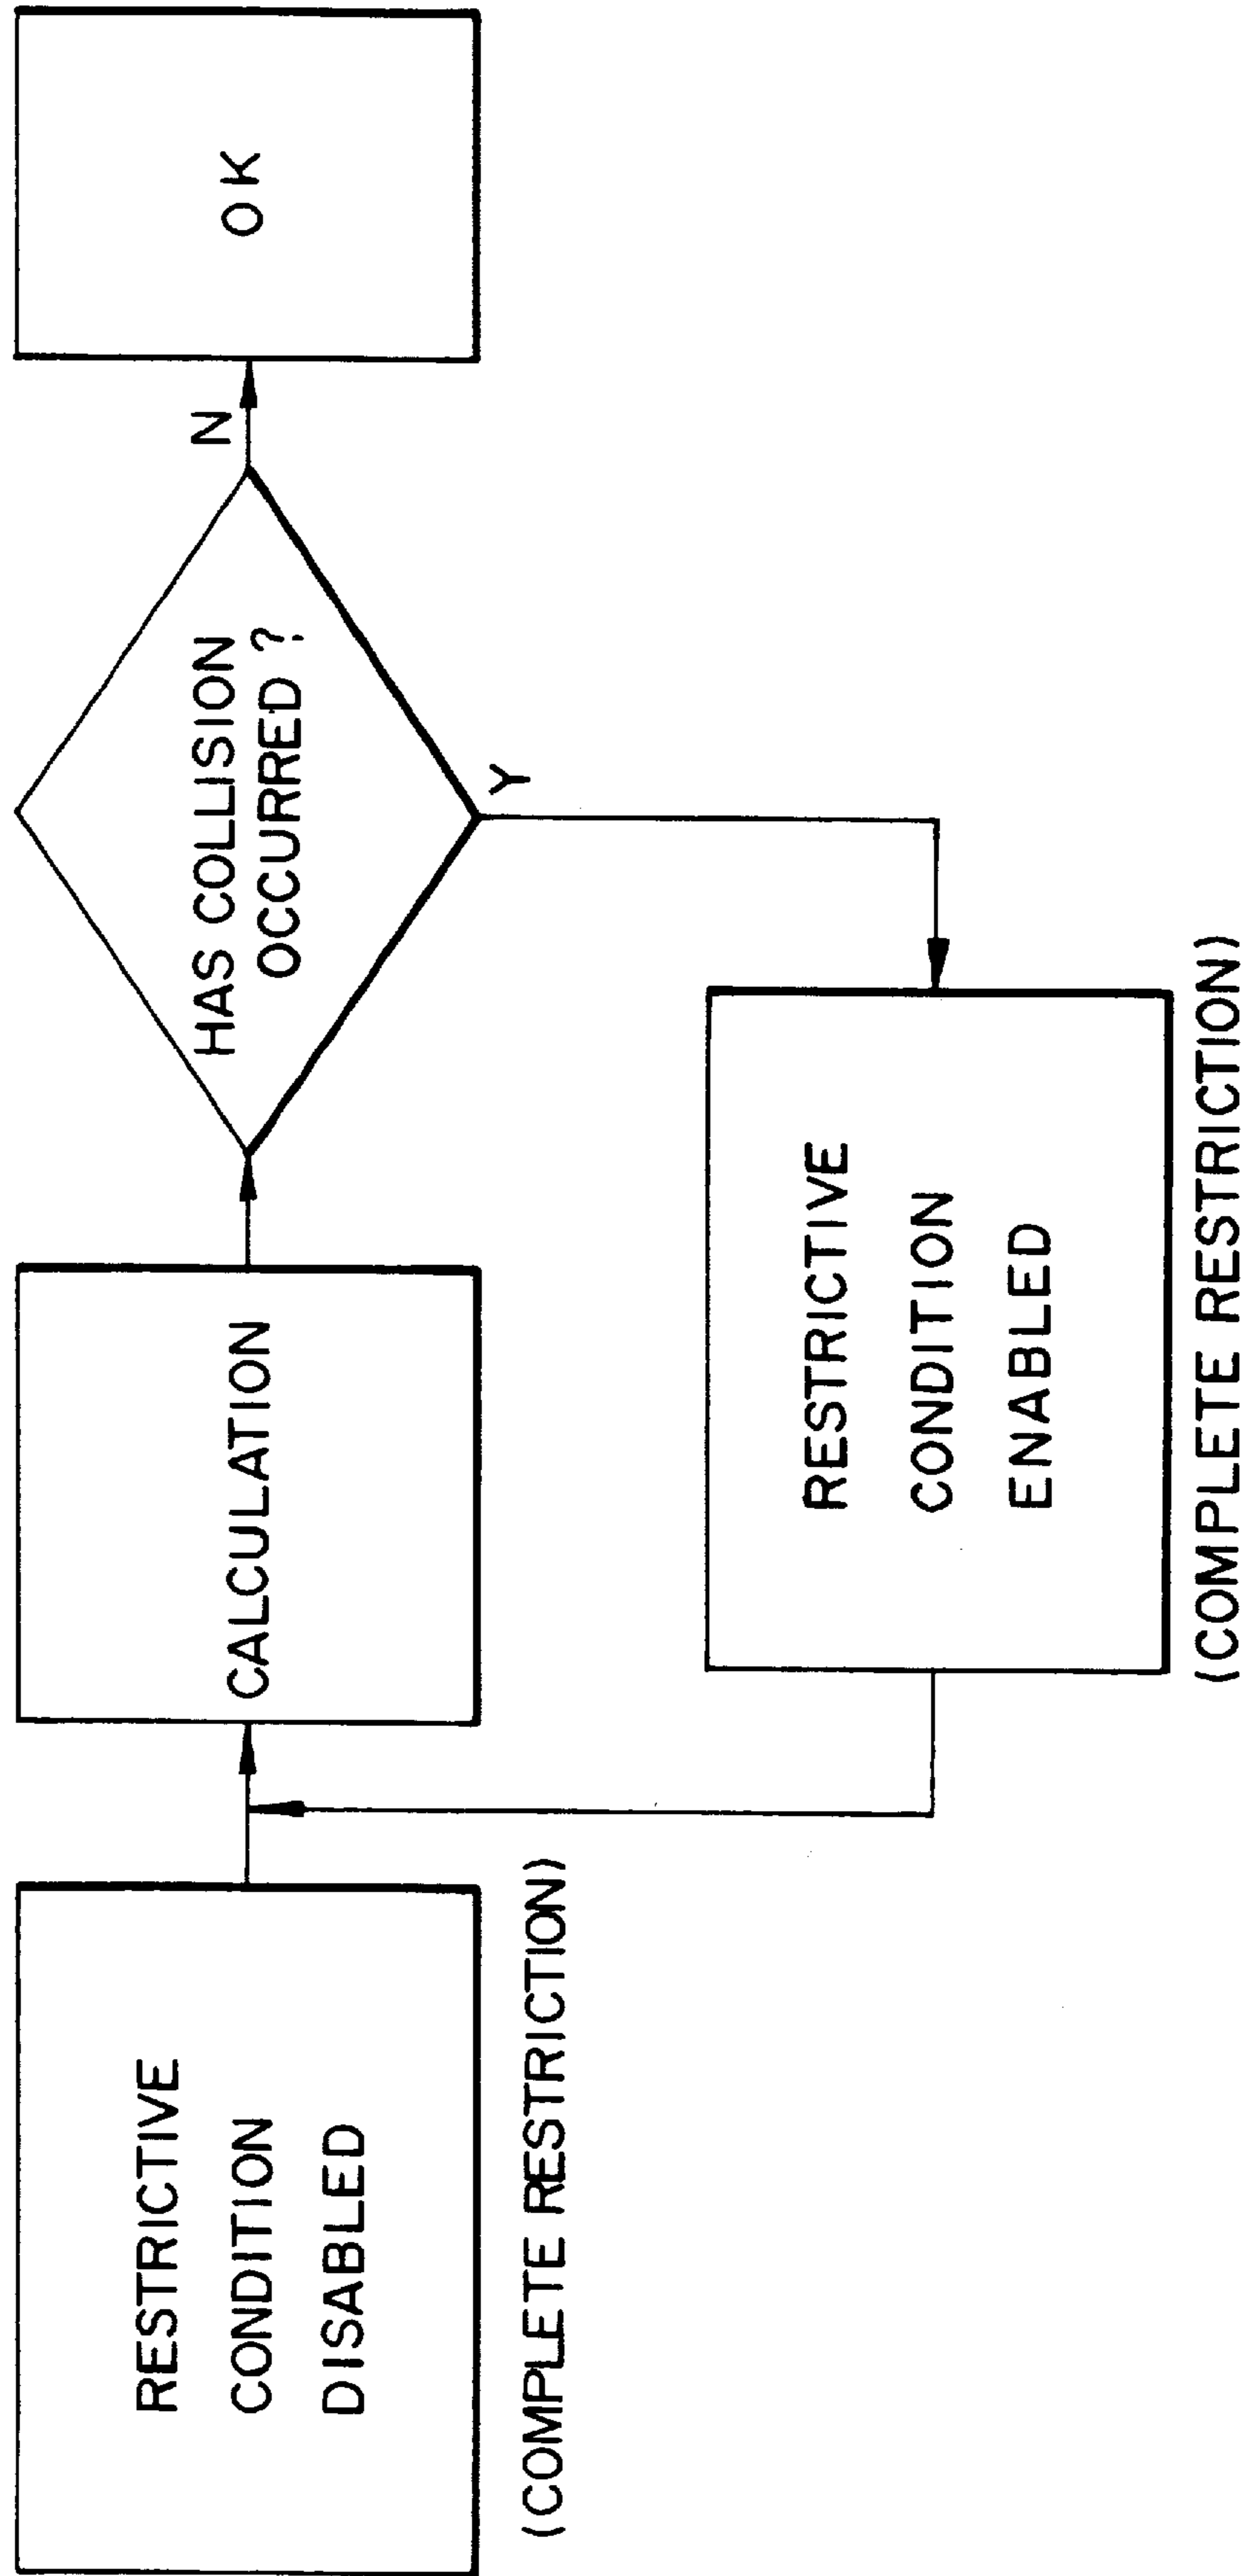 RESTRICTIVE
CONDITION
DISABLED
(COMPLETE RESTRICTION)
CALCULATION
HAS COLLISION
OCCURRED ?
N
OK
Y
RESTRICTIVE
CONDITION
ENABLED
(COMPLETE RESTRICTION)